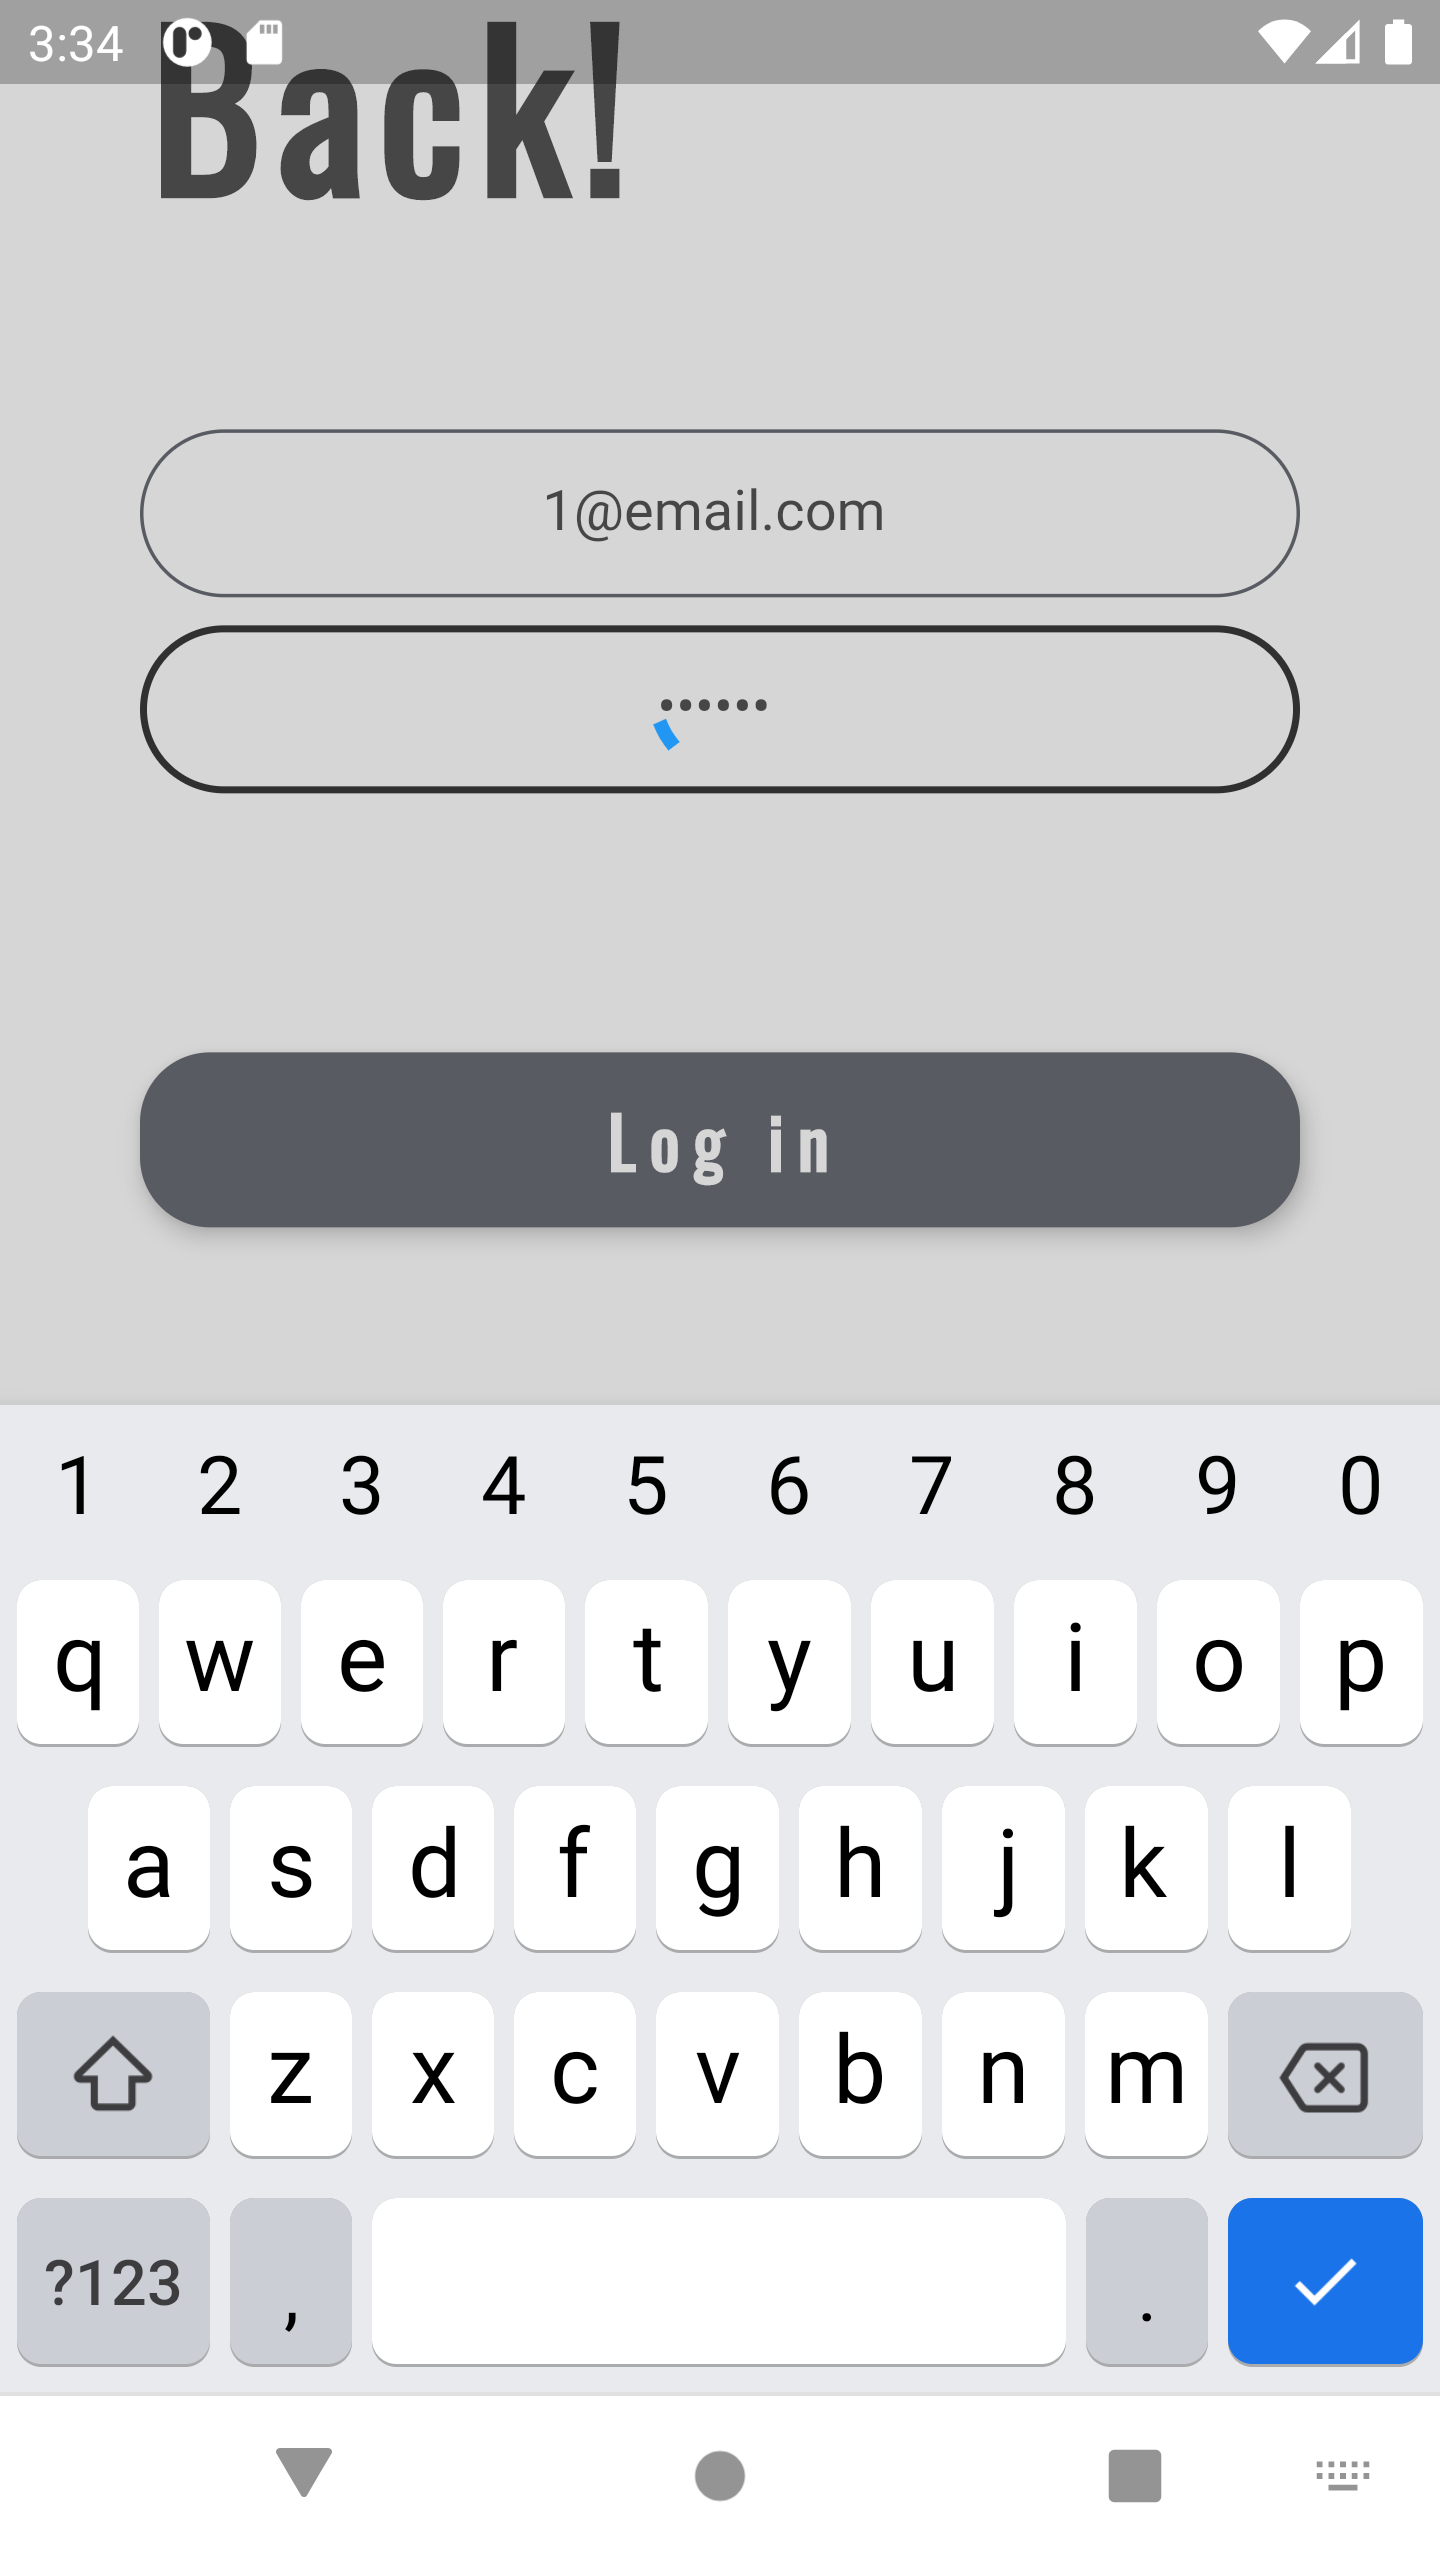 3:34
Back!
1@email.com
••••••
Log in
1 2 3 4 5 6 7 8 9 0
q w e r t y u i o p
a s d f g h j k l
z x c v b n m
?123 , .